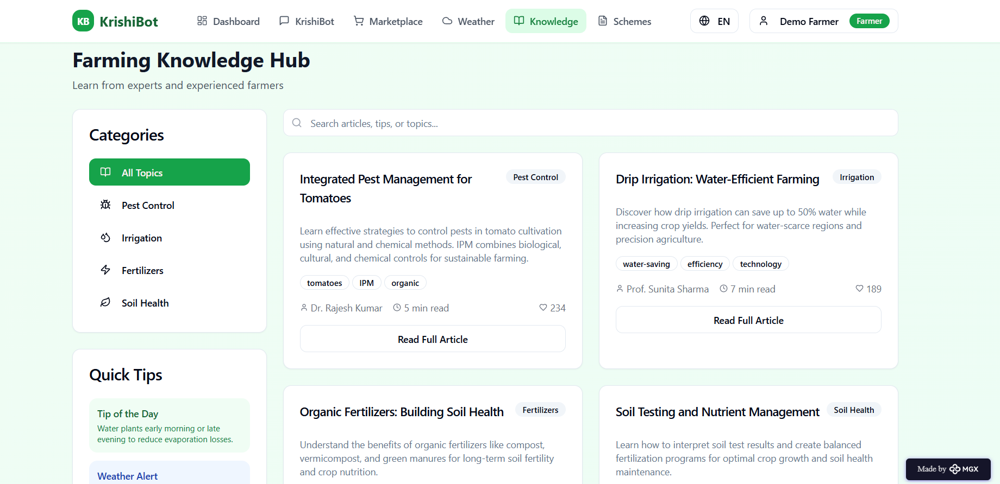 KB KrishiBot Dashboard KrishiBot Marketplace Weather Knowledge Schemes EN Demo Farmer Farmer
Farming Knowledge Hub
Learn from experts and experienced farmers
Categories
All Topics
Pest Control
Irrigation
Fertilizers
Soil Health
Quick Tips
Tip of the Day
Water plants early morning or late
evening to reduce evaporation losses.
Weather Alert
Search articles, tips, or topics...
Integrated Pest Management for
Tomatoes
Pest Control
Learn effective strategies to control pests in tomato cultivation
using natural and chemical methods. IPM combines biological,
cultural, and chemical controls for sustainable farming.
tomatoes IPM organic
Dr. Rajesh Kumar 5 min read 234
Read Full Article
Drip Irrigation: Water-Efficient Farming
Irrigation
Discover how drip irrigation can save up to 50% water while
increasing crop yields. Perfect for water-scarce regions and
precision agriculture.
water-saving efficiency technology
Prof. Sunita Sharma 7 min read 189
Read Full Article
Organic Fertilizers: Building Soil Health
Fertilizers
Understand the benefits of organic fertilizers like compost,
vermicompost, and green manures for long-term soil fertility
and crop nutrition.
Soil Testing and Nutrient Management
Soil Health
Learn how to interpret soil test results and create balanced
fertilization programs for optimal crop growth and soil health
maintenance.
Made by MGX